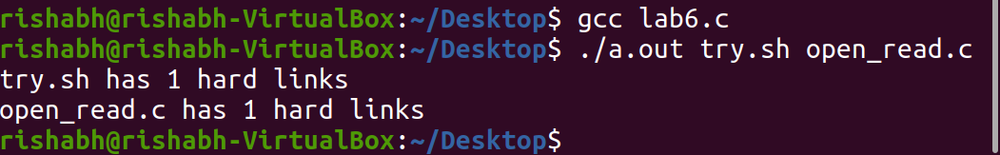 rishabh@rishabh-VirtualBox:~/Desktop$ gcc lab6.c
rishabh@rishabh-VirtualBox:~/Desktop$ ./a.out try.sh open_read.c
try.sh has 1 hard links
open_read.c has 1 hard links
rishabh@rishabh-VirtualBox:~/Desktop$